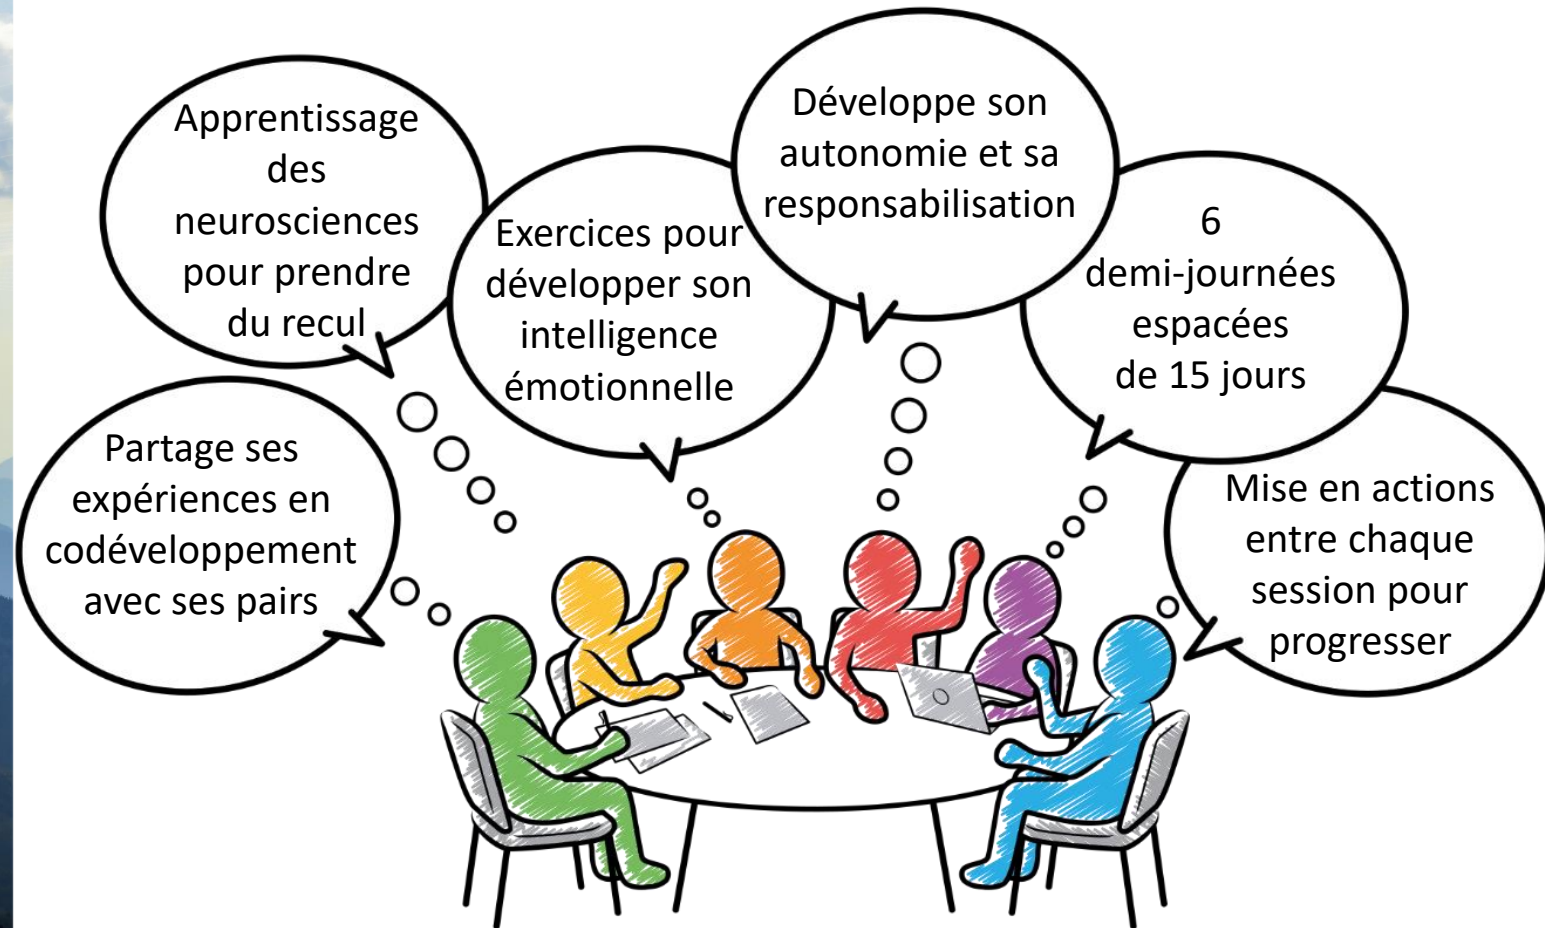 Apprentissage
des
neurosciences
pour prendre
du recul
Exercices pour
développer son
intelligence
émotionnelle
Développe son
autonomie et sa
responsabilisation
6
demi-journées
espacées
de 15 jours
Partage ses
expériences en
codéveloppement
avec ses pairs
Mise en actions
entre chaque
session pour
progresser